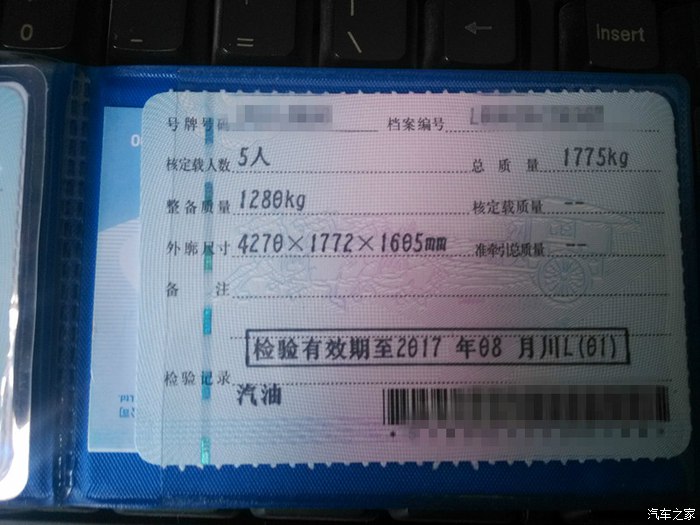 0
\
Insert
号牌号码
档案编号
核定载人数 5人
总质量 1775kg
整备质量 1280kg
核定载质量 --
外廓尺寸 4270×1772×1605mm
准牵引总质量 --
备注
检验有效期至2017 年08 月川L(01)
检验记录
汽油
汽车之家